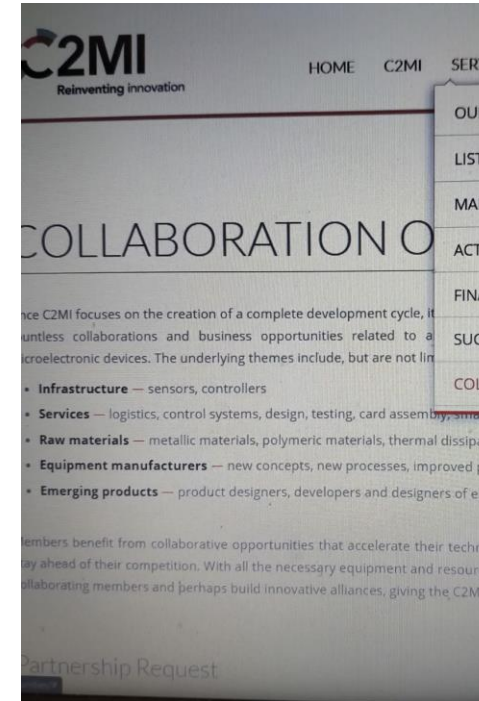 C2MI
Reinventing innovation
HOME C2MI SER
OU
LIST
MA
ACT
FIN
SUC
COL
COLLABORATION O
nce C2MI focuses on the creation of a complete development cycle, it
untless collaborations and business opportunities related to a
icroelectronic devices. The underlying themes include, but are not lim
• Infrastructure — sensors, controllers
• Services — logistics, control systems, design, testing, card assembly,
• Raw materials — metallic materials, polymeric materials, thermal dissipa
• Equipment manufacturers — new concepts, new processes, improved p
• Emerging products — product designers, developers and designers of e
embers benefit from collaborative opportunities that accelerate their techn
ay ahead of their competition. With all the necessary equipment and resour
ollaborating members and perhaps build innovative alliances, giving the C2M
Partnership Request